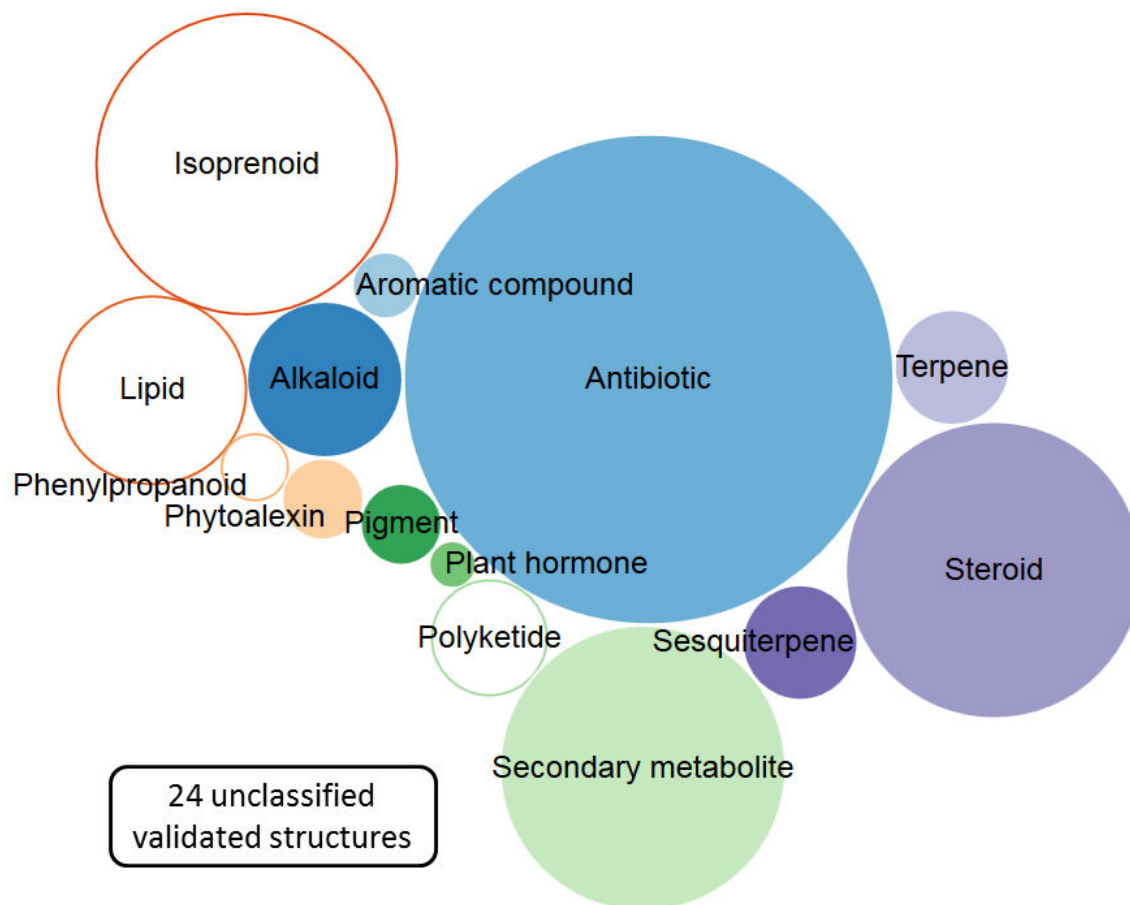 Isoprenoid
Aromatic compound
Terpene
Lipid
Alkaloid
Antibiotic
Phenylpropanoid
Phytoalexin
Pigment
Plant hormone
Steroid
Polyketide
Sesquiterpene
Secondary metabolite
24 unclassified
validated structures